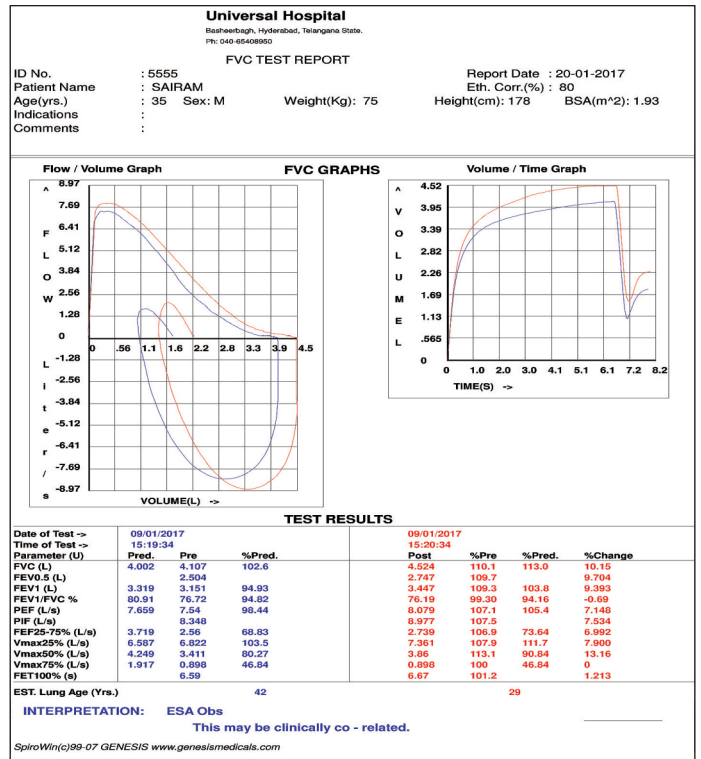 Universal Hospital
Basheerbagh, Hyderabad, Telangana State.
Ph: 040-65408950
FVC TEST REPORT
ID No. : 5555 Report Date : 20-01-2017
Patient Name : SAIRAM Eth. Corr.(%) : 80
Age(yrs.) : 35 Sex: M Weight(Kg): 75 Height(cm): 178 BSA(m^2): 1.93
Indications :
Comments :
Flow / Volume Graph FVC GRAPHS Volume / Time Graph
8.97
7.69
6.41
5.12
3.84
2.56
1.28
0
-1.28
-2.56
-3.84
-5.12
-6.41
-7.69
-8.97
^ FLOW Liter/s
0 .56 1.1 1.6 2.2 2.8 3.3 3.9 4.5
VOLUME(L) ->
4.52
3.95
3.39
2.82
2.26
1.69
1.13
.565
0
^ VOLUME L
0 1.0 2.0 3.0 4.1 5.1 6.1 7.2 8.2
TIME(S) ->
TEST RESULTS
Date of Test -> 09/01/2017 09/01/2017
Time of Test -> 15:19:34 15:20:34
Parameter (U) Pred. Pre %Pred. Post %Pre %Pred. %Change
FVC (L) 4.002 4.107 102.6 4.524 110.1 113.0 10.15
FEV0.5 (L) 2.504 2.747 109.7 9.704
FEV1 (L) 3.319 3.151 94.93 3.447 109.3 103.8 9.393
FEV1/FVC % 80.91 76.72 94.82 76.19 99.30 94.16 -0.69
PEF (L/s) 7.659 7.54 98.44 8.079 107.1 105.4 7.148
PIF (L/s) 8.348 8.977 107.5 7.534
FEF25-75% (L/s) 3.719 2.56 68.83 2.739 106.9 73.64 6.992
Vmax25% (L/s) 6.587 6.822 103.5 7.361 107.9 111.7 7.900
Vmax50% (L/s) 4.249 3.411 80.27 3.86 113.1 90.84 13.16
Vmax75% (L/s) 1.917 0.898 46.84 0.898 100 46.84 0
FET100% (s) 6.59 6.67 101.2 1.213
EST. Lung Age (Yrs.) 42 29
INTERPRETATION: ESA Obs
This may be clinically co - related.
SpiroWin(c)99-07 GENESIS www.genesismedicals.com